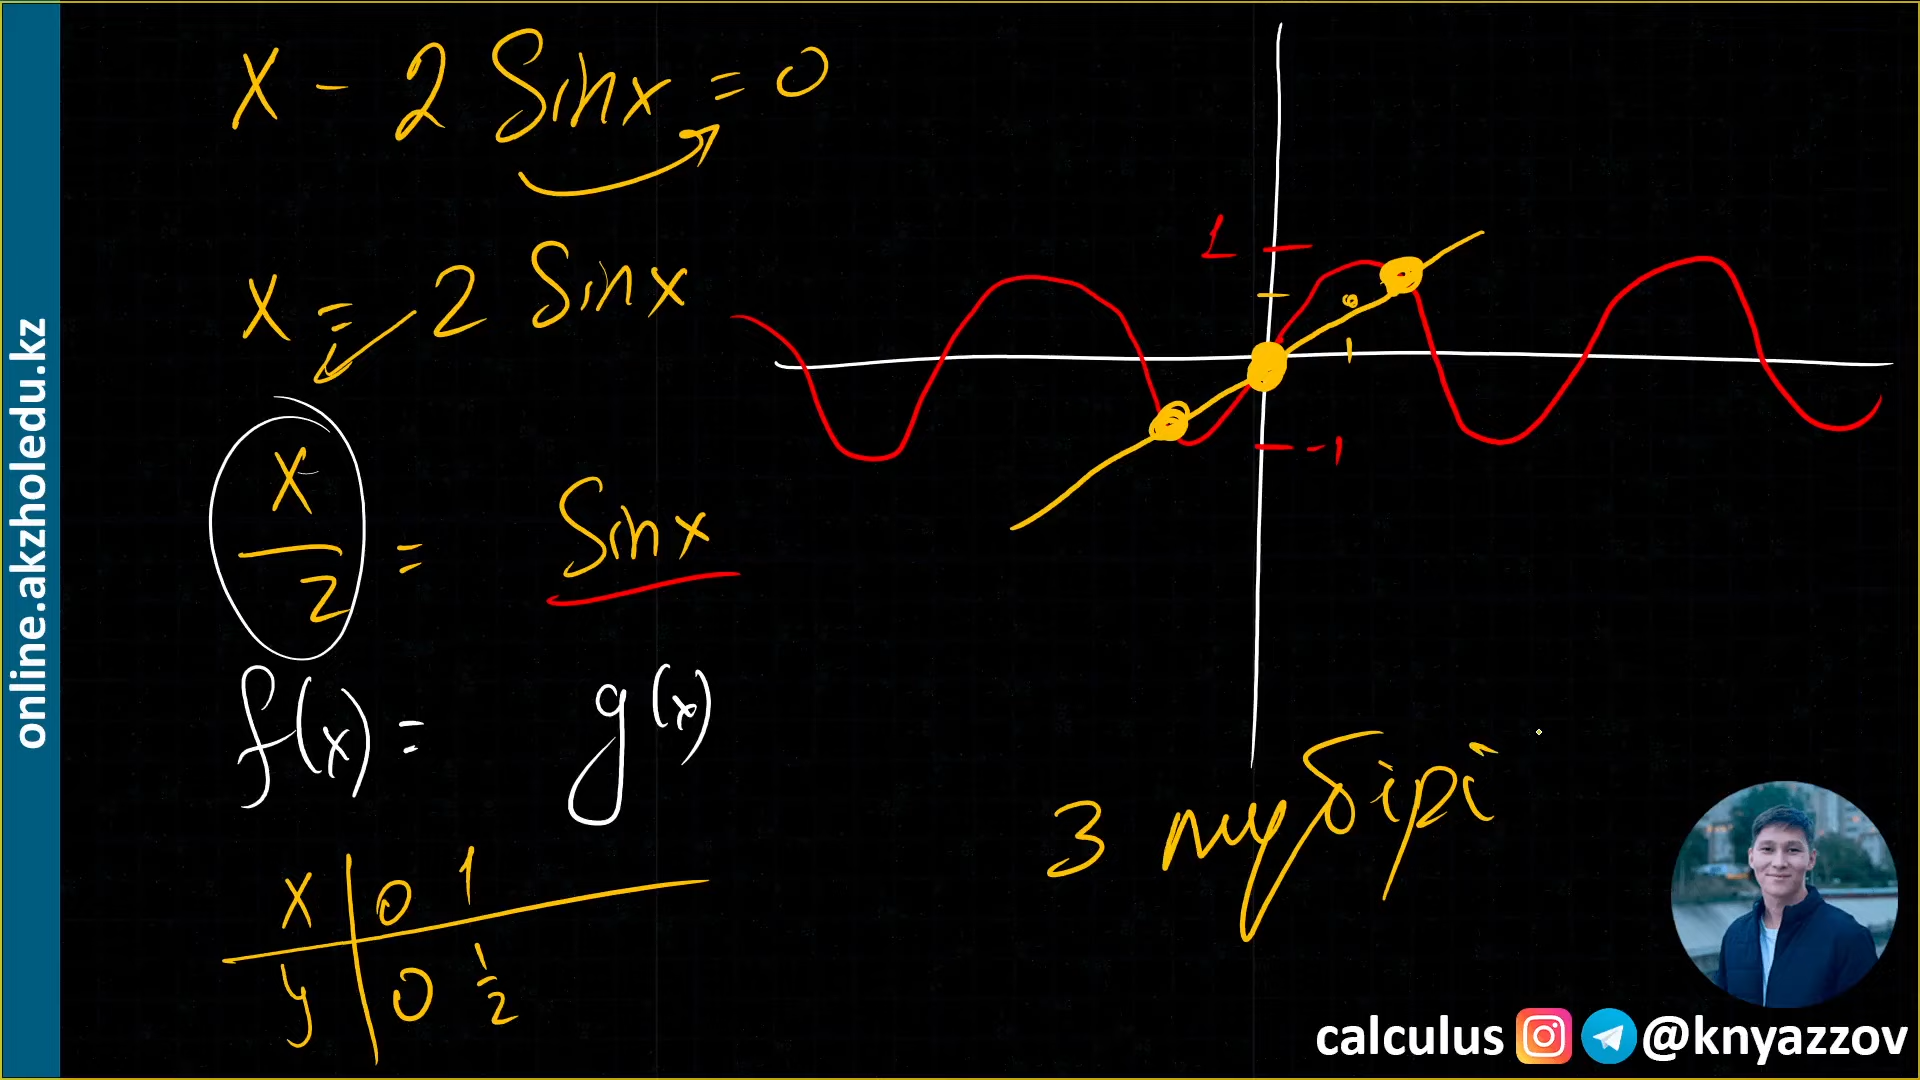 online.akzholedu.kz
x - 2 Sinx = 0
x = 2 Sinx
x/2 = Sinx
f(x) = g(x)
x | 0 1
y | 0 1/2
1
1
-1
3 түбірі
calculus @knyazzov